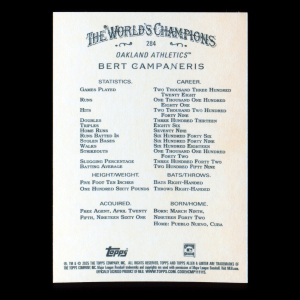 THE WORLD'S CHAMPIONS
284
OAKLAND ATHLETICS™
BERT CAMPANERIS
STATISTICS. CAREER.
GAMES PLAYED TWO THOUSAND THREE HUNDRED
TWENTY EIGHT
RUNS ONE THOUSAND ONE HUNDRED
EIGHTY ONE
HITS TWO THOUSAND TWO HUNDRED
FORTY NINE
DOUBLES THREE HUNDRED THIRTEEN
TRIPLES EIGHTY SIX
HOME RUNS SEVENTY NINE
RUNS BATTED IN SIX HUNDRED FORTY SIX
STOLEN BASES SIX HUNDRED FORTY NINE
WALKS SIX HUNDRED EIGHTEEN
STRIKEOUTS ONE THOUSAND ONE HUNDRED
FORTY TWO
SLUGGING PERCENTAGE THREE HUNDRED FORTY TWO
BATTING AVERAGE TWO HUNDRED FIFTY NINE
HEIGHT/WEIGHT. BATS/THROWS.
FIVE FOOT TEN INCHES BATS RIGHT-HANDED
ONE HUNDRED SIXTY POUNDS THROWS RIGHT-HANDED
ACQUIRED. BORN/HOME.
FREE AGENT, APRIL TWENTY BORN: MARCH NINTH,
FIFTH, NINETEEN SIXTY ONE NINETEEN FORTY TWO
HOME: PUEBLO NUEVO, CUBA
Topps